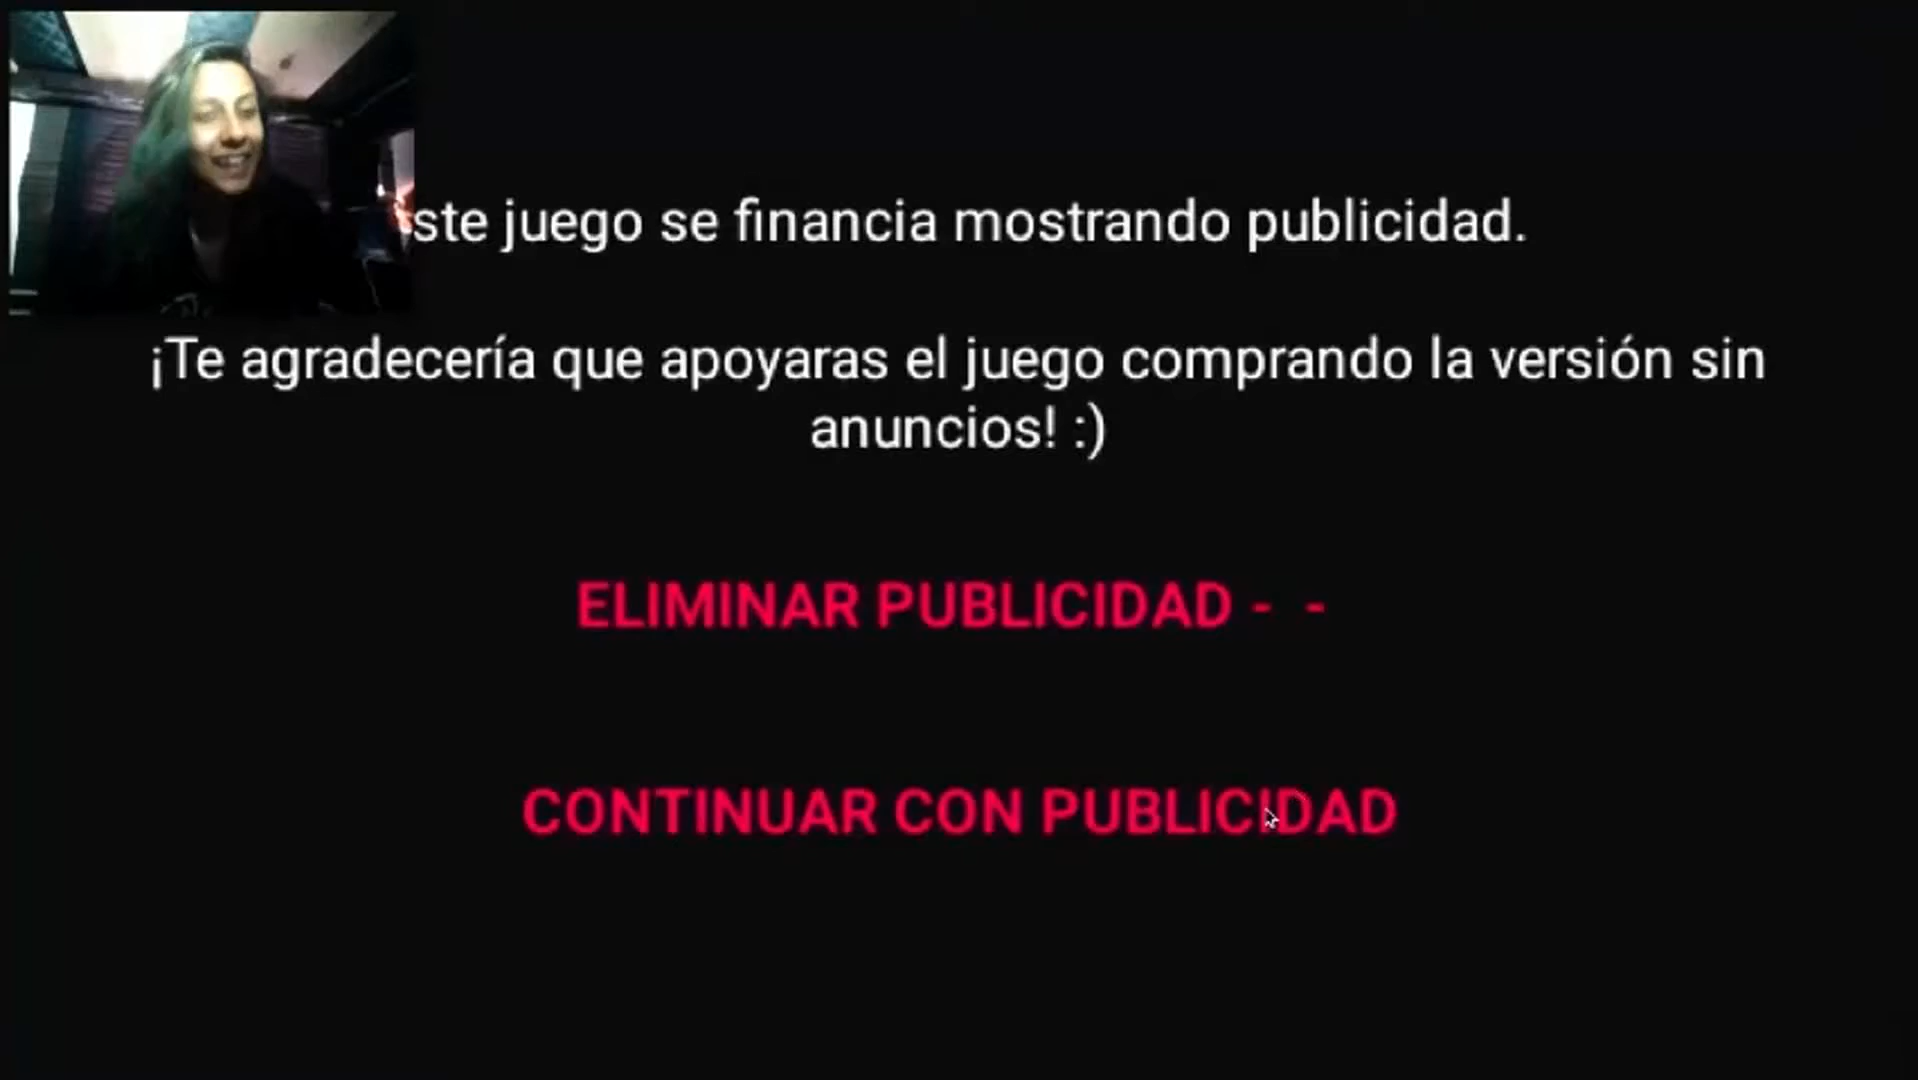 ste juego se financia mostrando publicidad.
¡Te agradecería que apoyaras el juego comprando la versión sin
anuncios! :)
ELIMINAR PUBLICIDAD - -
CONTINUAR CON PUBLICIDAD